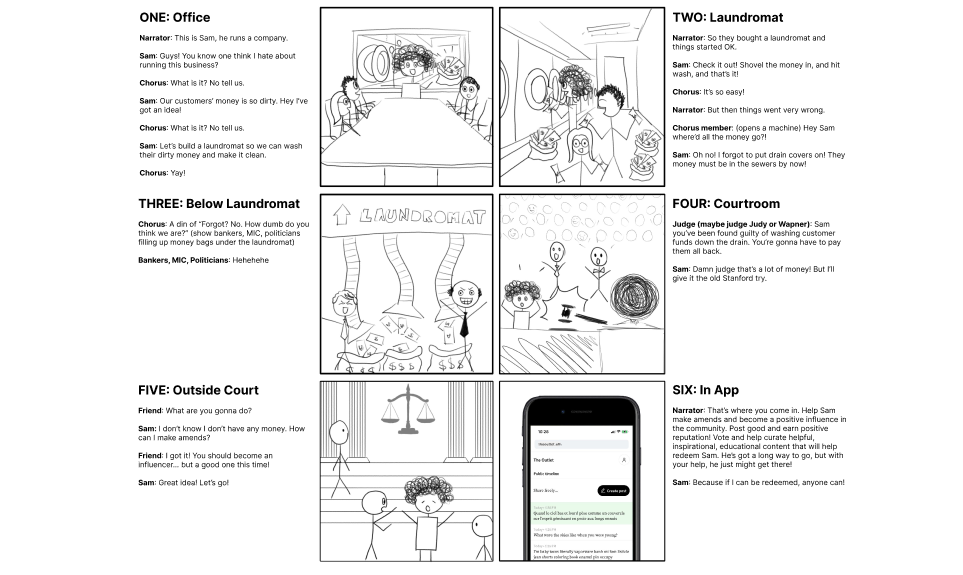 ONE: Office
Narrator: This is Sam, he runs a company.
Sam: Guys! You know one think I hate about
running this business?
Chorus: What is it? No tell us.
Sam: Our customers' money is so dirty. Hey I've
got an idea!
Chorus: What is it? No tell us.
Sam: Let's build a laundromat so we can wash
their dirty money and make it clean.
Chorus: Yay!
TWO: Laundromat
Narrator: So they bought a laundromat and
things started OK.
Sam: Check it out! Shovel the money in, and hit
wash, and that's it!
Chorus: It's so easy!
Narrator: But then things went very wrong.
Chorus member: (opens a machine) Hey Sam
where'd all the money go?!
Sam: Oh no! I forgot to put drain covers on! They
money must be in the sewers by now!
THREE: Below Laundromat
Chorus: A din of "Forgot? No. How dumb do you
think we are?" (show bankers, MIC, politicians
filling up money bags under the laundromat)
Bankers, MIC, Politicians: Hehehehe
LAUNDROMAT
$ $ $
$ $ $
$ $ $
FOUR: Courtroom
Judge (maybe judge Judy or Wapner): Sam
you've been found guilty of washing customer
funds down the drain. You're gonna have to pay
them all back.
Sam: Damn judge that's a lot of money! But I'll
give it the old Stanford try.
FIVE: Outside Court
Friend: What are you gonna do?
Sam: I don't know I don't have any money. How
can I make amends?
Friend: I got it! You should become an
influencer... but a good one this time!
Sam: Great idea! Let's go!
10:28
The Outlet
Public timeline
Share freely...
Create post
What were the skies like when you were young?
SIX: In App
Narrator: That's where you come in. Help Sam
make amends and become a positive influence in
the community. Post good and earn positive
reputation! Vote and help curate helpful,
inspirational, educational content that will help
redeem Sam. He's got a long way to go, but with
your help, he just might get there!
Sam: Because if I can be redeemed, anyone can!